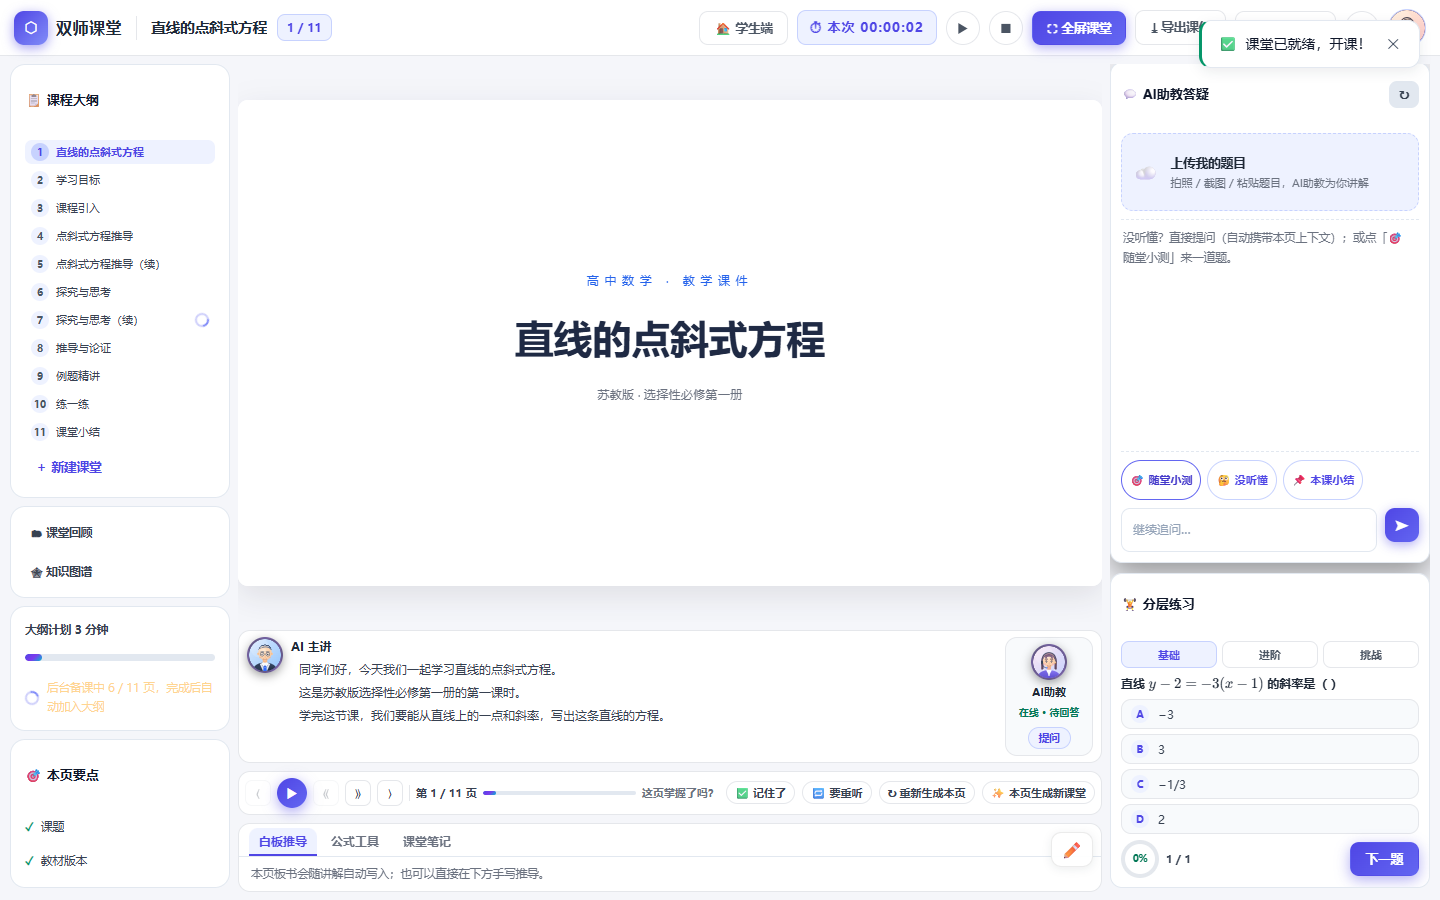 双师课堂
直线的点斜式方程
1 / 11
学生端
本次 00:00:02
全屏课堂
导出课
课堂已就绪，开课！
课程大纲
1 直线的点斜式方程
2 学习目标
3 课程引入
4 点斜式方程推导
5 点斜式方程推导（续）
6 探究与思考
7 探究与思考（续）
8 推导与论证
9 例题精讲
10 练一练
11 课堂小结
+ 新建课堂
课堂回顾
知识图谱
大纲计划 3 分钟
后台备课中 6 / 11 页，完成后自
动加入大纲
本页要点
✓ 课题
✓ 教材版本
高中数学 · 教学课件
直线的点斜式方程
苏教版 · 选择性必修第一册
AI 主讲
同学们好，今天我们一起学习直线的点斜式方程。
这是苏教版选择性必修第一册的第一课时。
学完这节课，我们要能从直线上的一点和斜率，写出这条直线的方程。
AI助教
在线 • 待回答
提问
第 1 / 11 页
这页掌握了吗？
记住了
要重听
↻ 重新生成本页
本页生成新课堂
白板推导
公式工具
课堂笔记
本页板书会随讲解自动写入；也可以直接在下方手写推导。
AI助教答疑
上传我的题目
拍照 / 截图 / 粘贴题目，AI助教为你讲解
没听懂？直接提问（自动携带本页上下文）；或点「🎯
随堂小测」来一道题。
随堂小测
没听懂
本课小结
继续追问...
分层练习
基础
进阶
挑战
直线 y − 2 = −3(x − 1) 的斜率是（ ）
A −3
B 3
C −1/3
D 2
0%
1 / 1
下一题